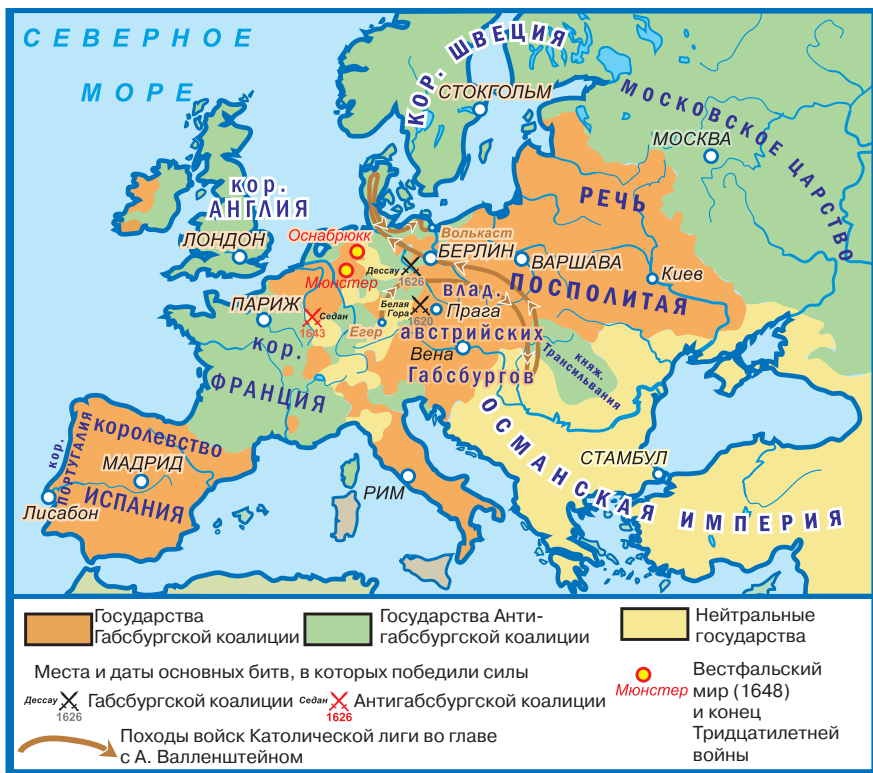 СЕВЕРНОЕ
МОРЕ
КОР. ШВЕЦИЯ
СТОКГОЛЬМ
МОСКОВСКОЕ ЦАРСТВО
МОСКВА
кор.
АНГЛИЯ
ЛОНДОН
Оснабрюкк
Мюнстер
Волькаст
БЕРЛИН
Дессау
1626
РЕЧЬ
ПОСПОЛИТАЯ
ВАРШАВА
Киев
ПАРИЖ
Седан
1643
Белая
Гора
1620
Прага
Егер
влад.
австрийских
Габсбургов
Вена
княж.
Трансильвания
кор.
ФРАНЦИЯ
кор.
ПОРТУГАЛИЯ
королевство
ИСПАНИЯ
МАДРИД
Лисабон
РИМ
ОСМАНСКАЯ ИМПЕРИЯ
СТАМБУЛ
Государства
Габсбургской коалиции
Государства Анти-
габсбургской коалиции
Нейтральные
государства
Места и даты основных битв, в которых победили силы
Дессау
1626
Габсбургской коалиции
Седан
1626
Антигабсбургской коалиции
Мюнстер
Вестфальский
мир (1648)
и конец
Тридцатилетней
войны
Походы войск Католической лиги во главе
с А. Валленштейном